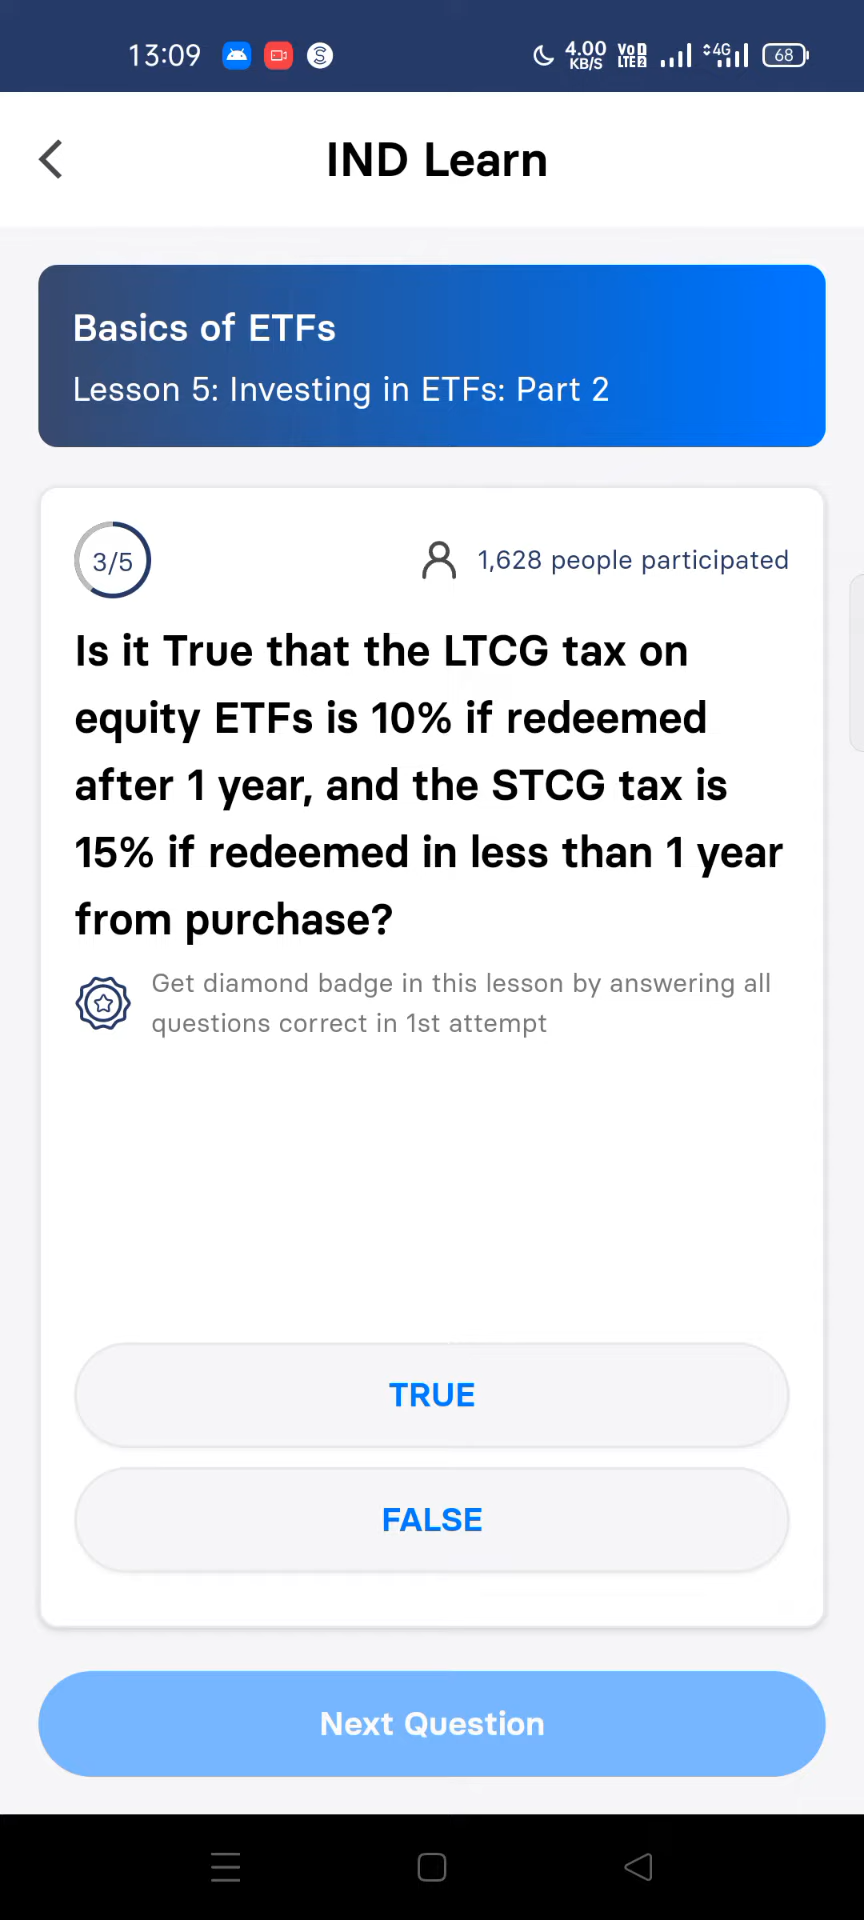 13:09
4.00
KB/S
VoD
LTE2
4G
68
IND Learn
Basics of ETFs
Lesson 5: Investing in ETFs: Part 2
3/5
1,628 people participated
Is it True that the LTCG tax on
equity ETFs is 10% if redeemed
after 1 year, and the STCG tax is
15% if redeemed in less than 1 year
from purchase?
Get diamond badge in this lesson by answering all
questions correct in 1st attempt
TRUE
FALSE
Next Question